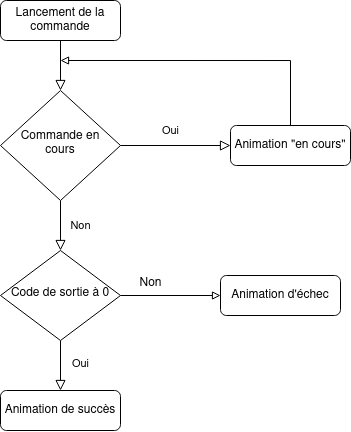 Lancement de la
commande
Commande en
cours
Oui
Animation "en cours"
Non
Code de sortie à 0
Non
Animation d'échec
Oui
Animation de succès